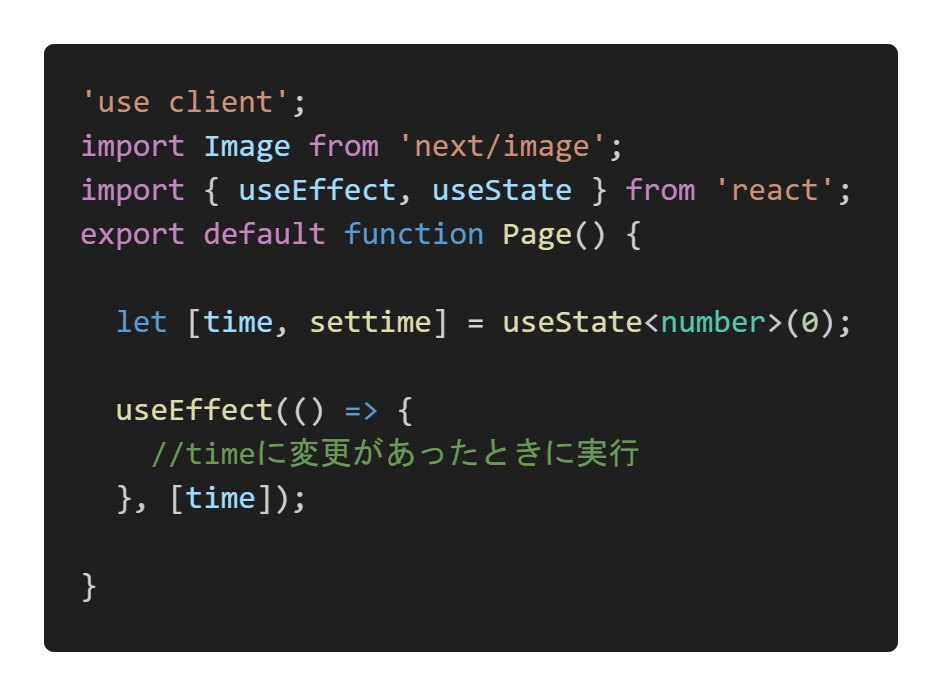 'use client';
import Image from 'next/image';
import { useEffect, useState } from 'react';
export default function Page() {
let [time, settime] = useState<number>(0);
useEffect(() => {
//timeに変更があったときに実行
}, [time]);
}